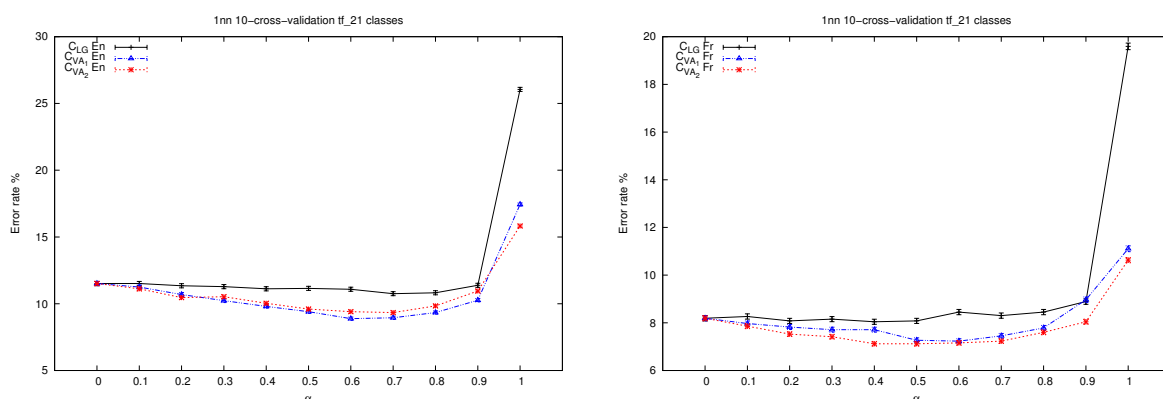 1nn 10−cross−validation tf_21 classes
30
25
20
15
10
5
0 0.1 0.2 0.3 0.4 0.5 0.6 0.7 0.8 0.9 1
Error rate %
α
C_LG En
C_VA_1 En
C_VA_2 En
1nn 10−cross−validation tf_21 classes
20
18
16
14
12
10
8
6
0 0.1 0.2 0.3 0.4 0.5 0.6 0.7 0.8 0.9 1
Error rate %
α
C_LG Fr
C_VA_1 Fr
C_VA_2 Fr